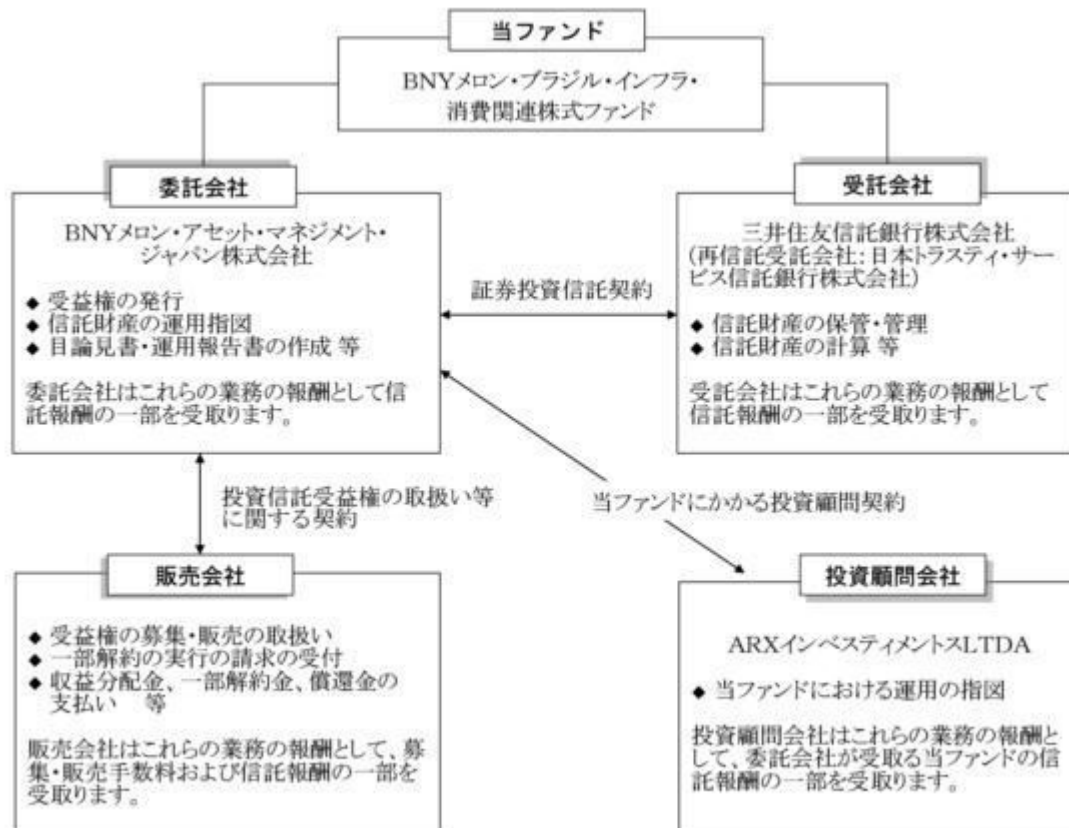 当ファンド
BNYメロン・ブラジル・インフラ・
消費関連株式ファンド
委託会社
BNYメロン・アセット・マネジメント・
ジャパン株式会社
◆ 受益権の発行
◆ 信託財産の運用指図
◆ 目論見書・運用報告書の作成 等
委託会社はこれらの業務の報酬として信
託報酬の一部を受取ります。
証券投資信託契約
受託会社
三井住友信託銀行株式会社
(再信託受託会社:日本トラスティ・サー
ビス信託銀行株式会社)
◆ 信託財産の保管・管理
◆ 信託財産の計算 等
受託会社はこれらの業務の報酬として
信託報酬の一部を受取ります。
投資信託受益権の取扱い等
に関する契約
当ファンドにかかる投資顧問契約
販売会社
◆ 受益権の募集・販売の取扱い
◆ 一部解約の実行の請求の受付
◆ 収益分配金、一部解約金、償還金の
支払い 等
販売会社はこれらの業務の報酬として、募
集・販売手数料および信託報酬の一部を
受取ります。
投資顧問会社
ARXインベスティメントスLTDA
◆ 当ファンドにおける運用の指図
投資顧問会社はこれらの業務の報酬と
して、委託会社が受取る当ファンドの信
託報酬の一部を受取ります。